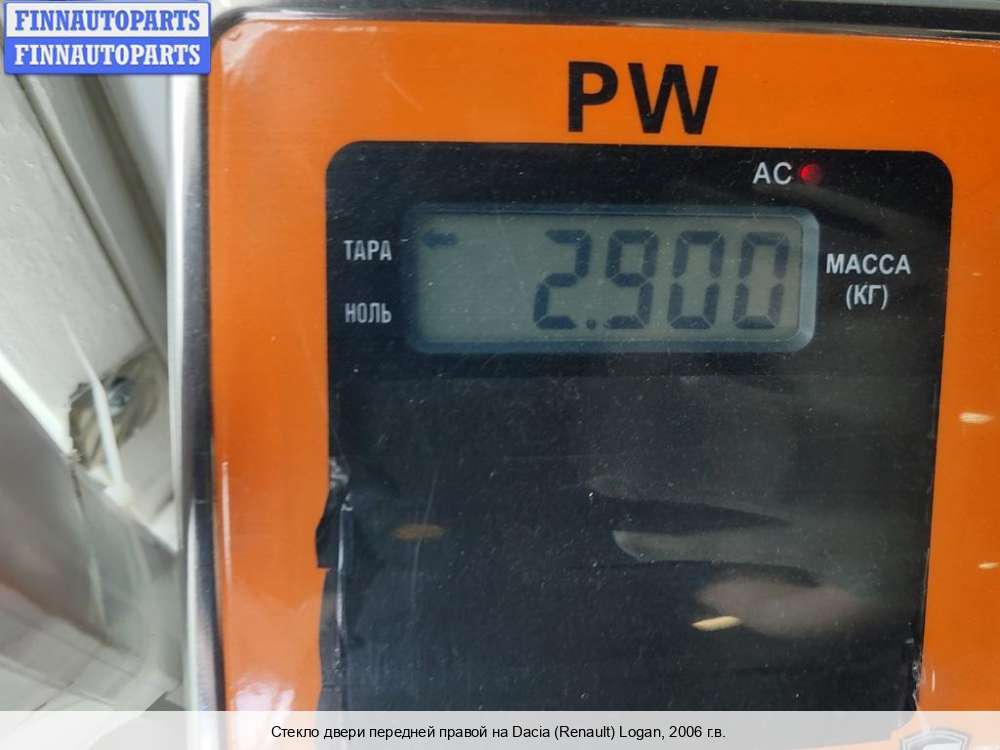 FINNAUTOPARTS
FINNAUTOPARTS
PW
AC
ТАРА
2.900
МАССА
(КГ)
НОЛЬ
Стекло двери передней правой на Dacia (Renault) Logan, 2006 г.в.